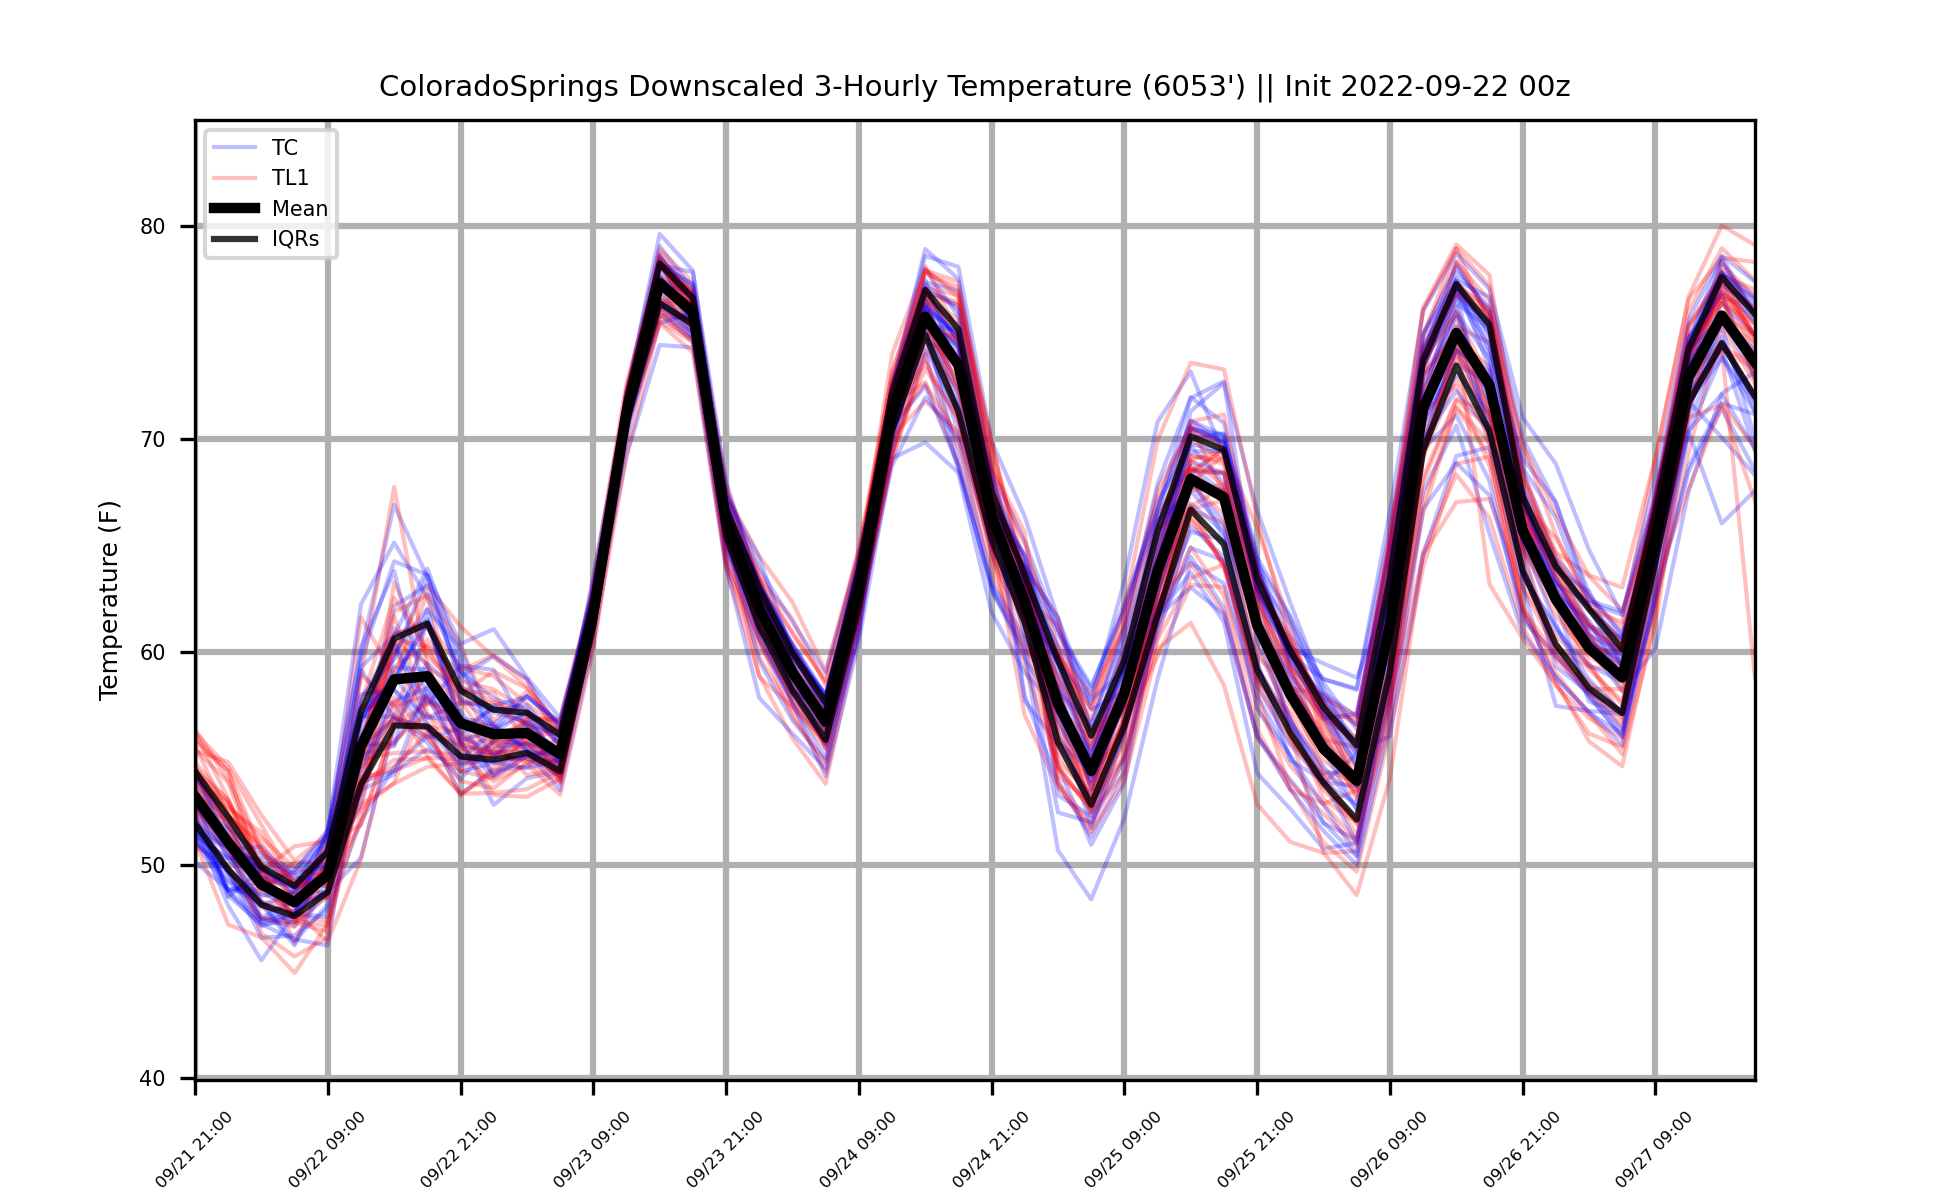 ColoradoSprings Downscaled 3-Hourly Temperature (6053') || Init 2022-09-22 00z
TC
TL1
Mean
IQRs
Temperature (F)
80
70
60
50
40
09/21 21:00
09/22 09:00
09/22 21:00
09/23 09:00
09/23 21:00
09/24 09:00
09/24 21:00
09/25 09:00
09/25 21:00
09/26 09:00
09/26 21:00
09/27 09:00